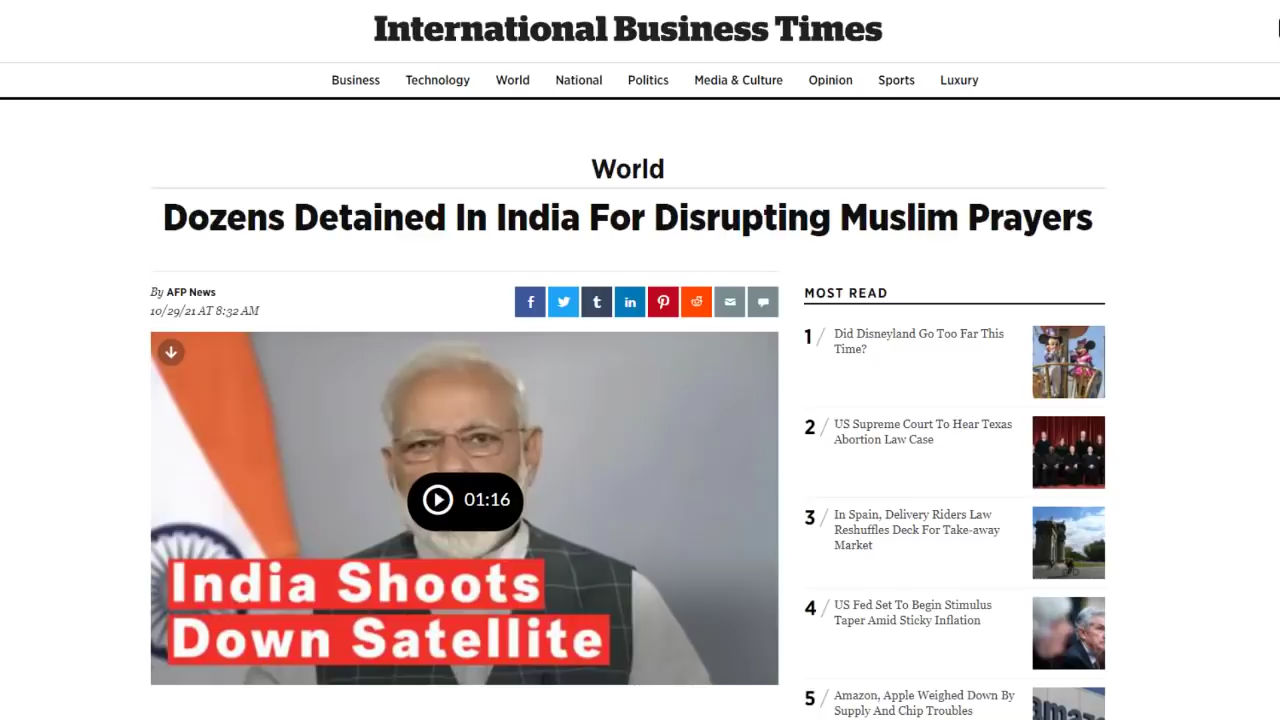 International Business Times
Business Technology World National Politics Media & Culture Opinion Sports Luxury
World
Dozens Detained In India For Disrupting Muslim Prayers
By AFP News
10/29/21 AT 8:32 AM
01:16
India Shoots
Down Satellite
MOST READ
1 / Did Disneyland Go Too Far This
Time?
2 / US Supreme Court To Hear Texas
Abortion Law Case
3 / In Spain, Delivery Riders Law
Reshuffles Deck For Take-away
Market
4 / US Fed Set To Begin Stimulus
Taper Amid Sticky Inflation
5 / Amazon, Apple Weighed Down By
Supply And Chip Troubles